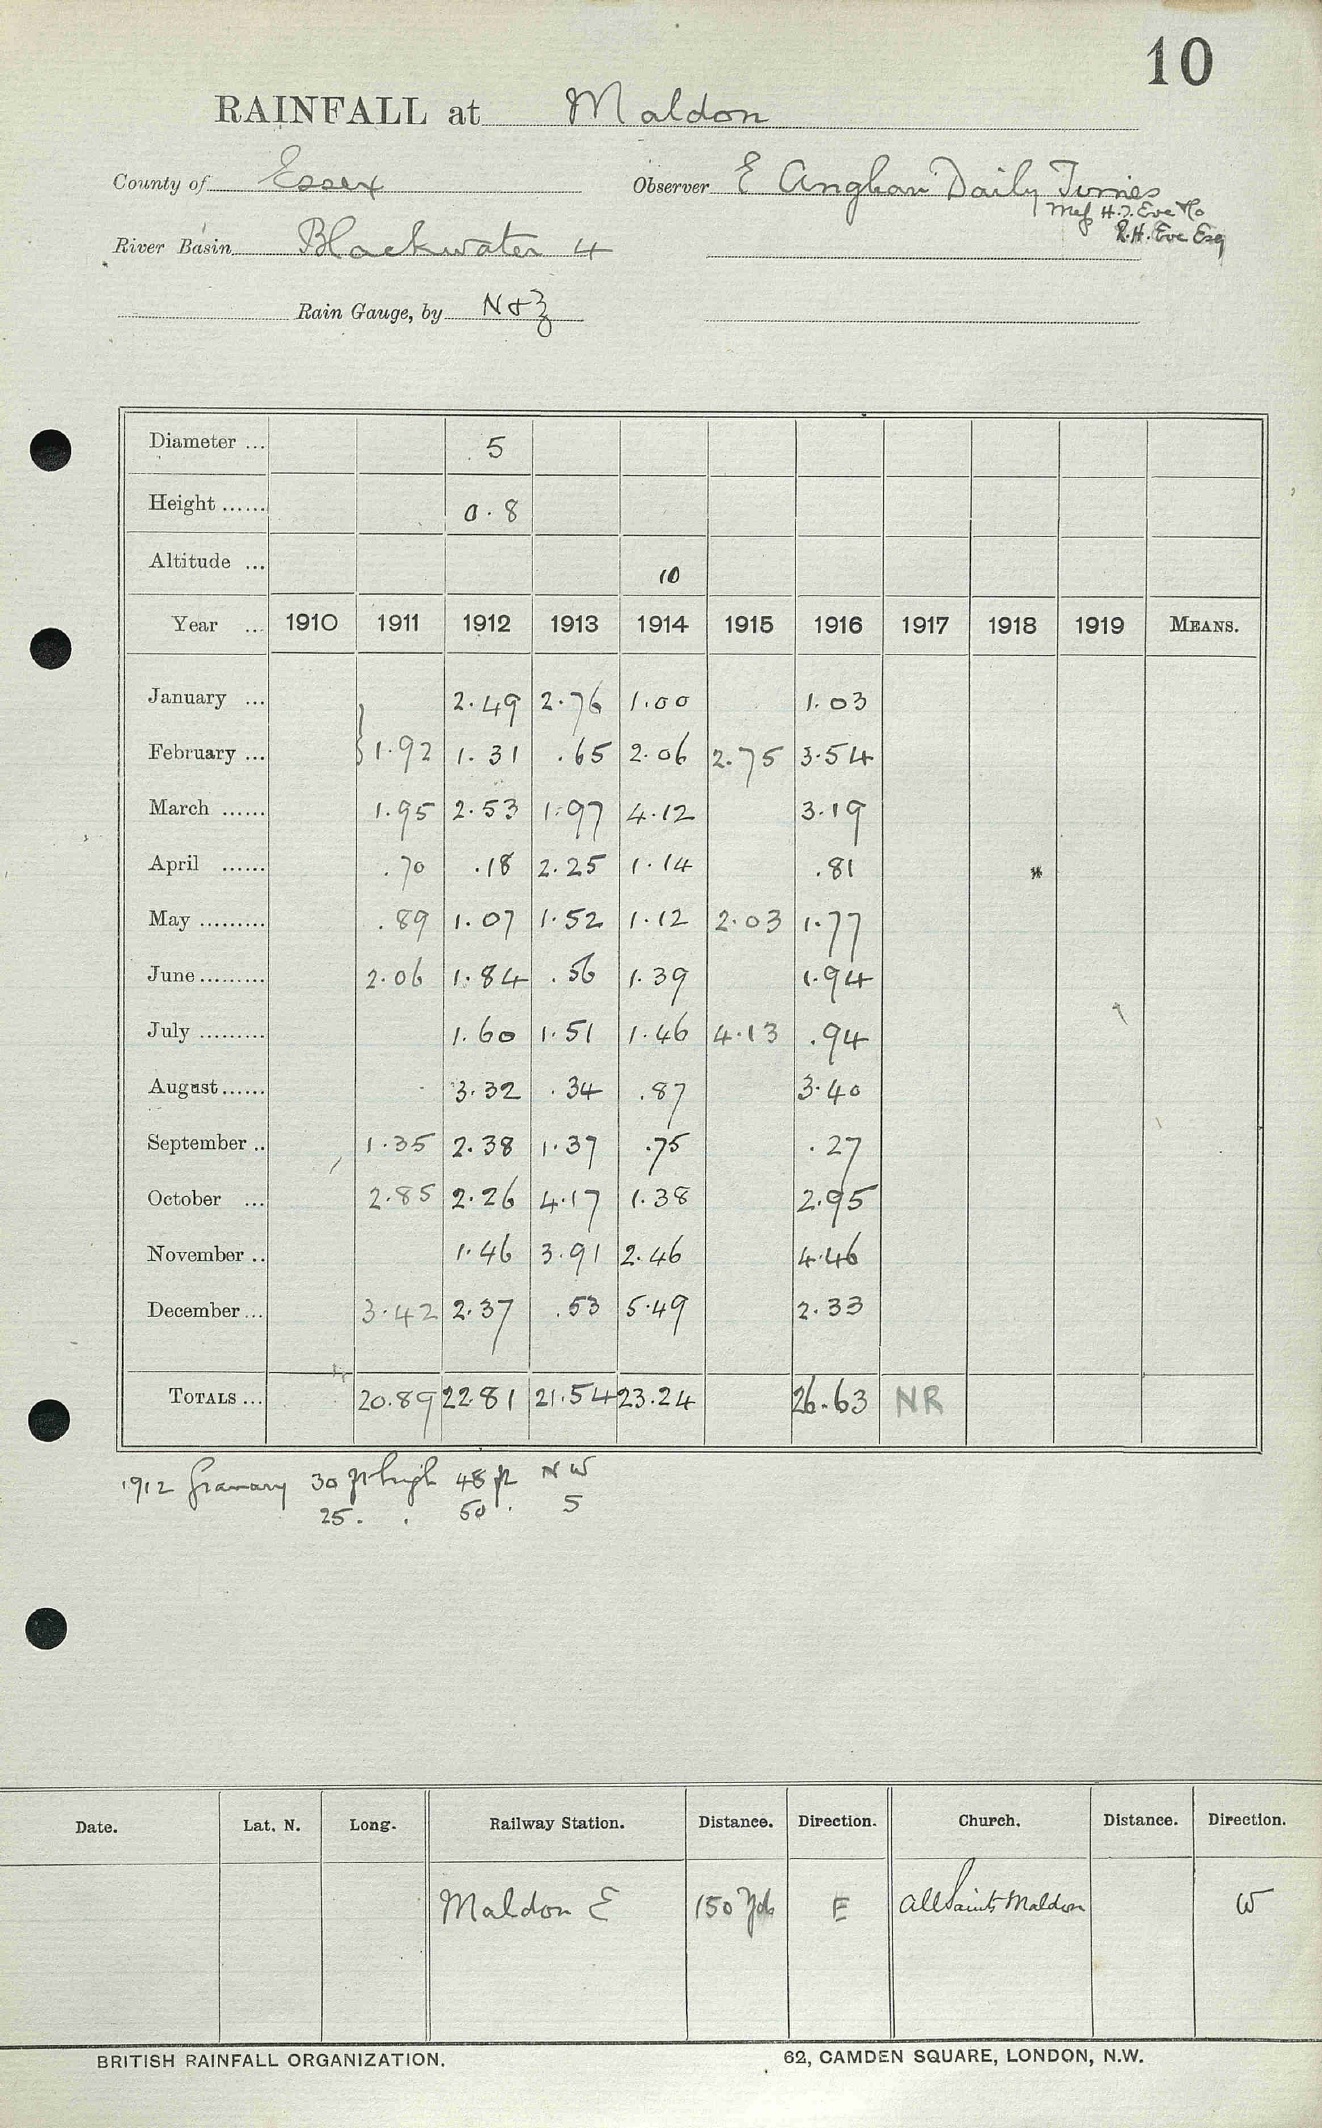 10
RAINFALL at Maldon
County of Essex Observer E Anglian Daily Times
H. J. Eve & Co
R. H. Eve Esq
River Basin Blackwater 4
Rain Gauge, by N & Z
Diameter ... 5
Height ...... 0.8
Altitude ... 10
Year ... 1910 1911 1912 1913 1914 1915 1916 1917 1918 1919 MEANS.
January ... 2.49 2.76 1.00 1.03
February ... } 1.92 1.31 .65 2.06 2.75 3.54
March ...... 1.95 2.53 1.97 4.12 3.19
April ...... .70 .18 2.25 1.14 .81
May ......... .89 1.07 1.52 1.12 2.03 1.77
June ......... 2.06 1.84 .56 1.39 1.94
July ......... 1.60 1.51 1.46 4.13 .94
August ...... 3.32 .34 .87 3.40
September .. 1.35 2.38 1.37 .75 .27
October ... 2.85 2.26 4.17 1.38 2.95
November .. 1.46 3.91 2.46 4.46
December ... 3.42 2.37 .53 5.49 2.33
TOTALS ... 20.89 22.81 21.54 23.24 26.63 NR
1912 Granary 30 ft high 48 ft NW
25 . . 50 . S
Date. Lat. N. Long. Railway Station. Distance. Direction. Church. Distance. Direction.
Maldon E 150 Yds E All Saints Maldon W
BRITISH RAINFALL ORGANIZATION. 62, CAMDEN SQUARE, LONDON, N.W.